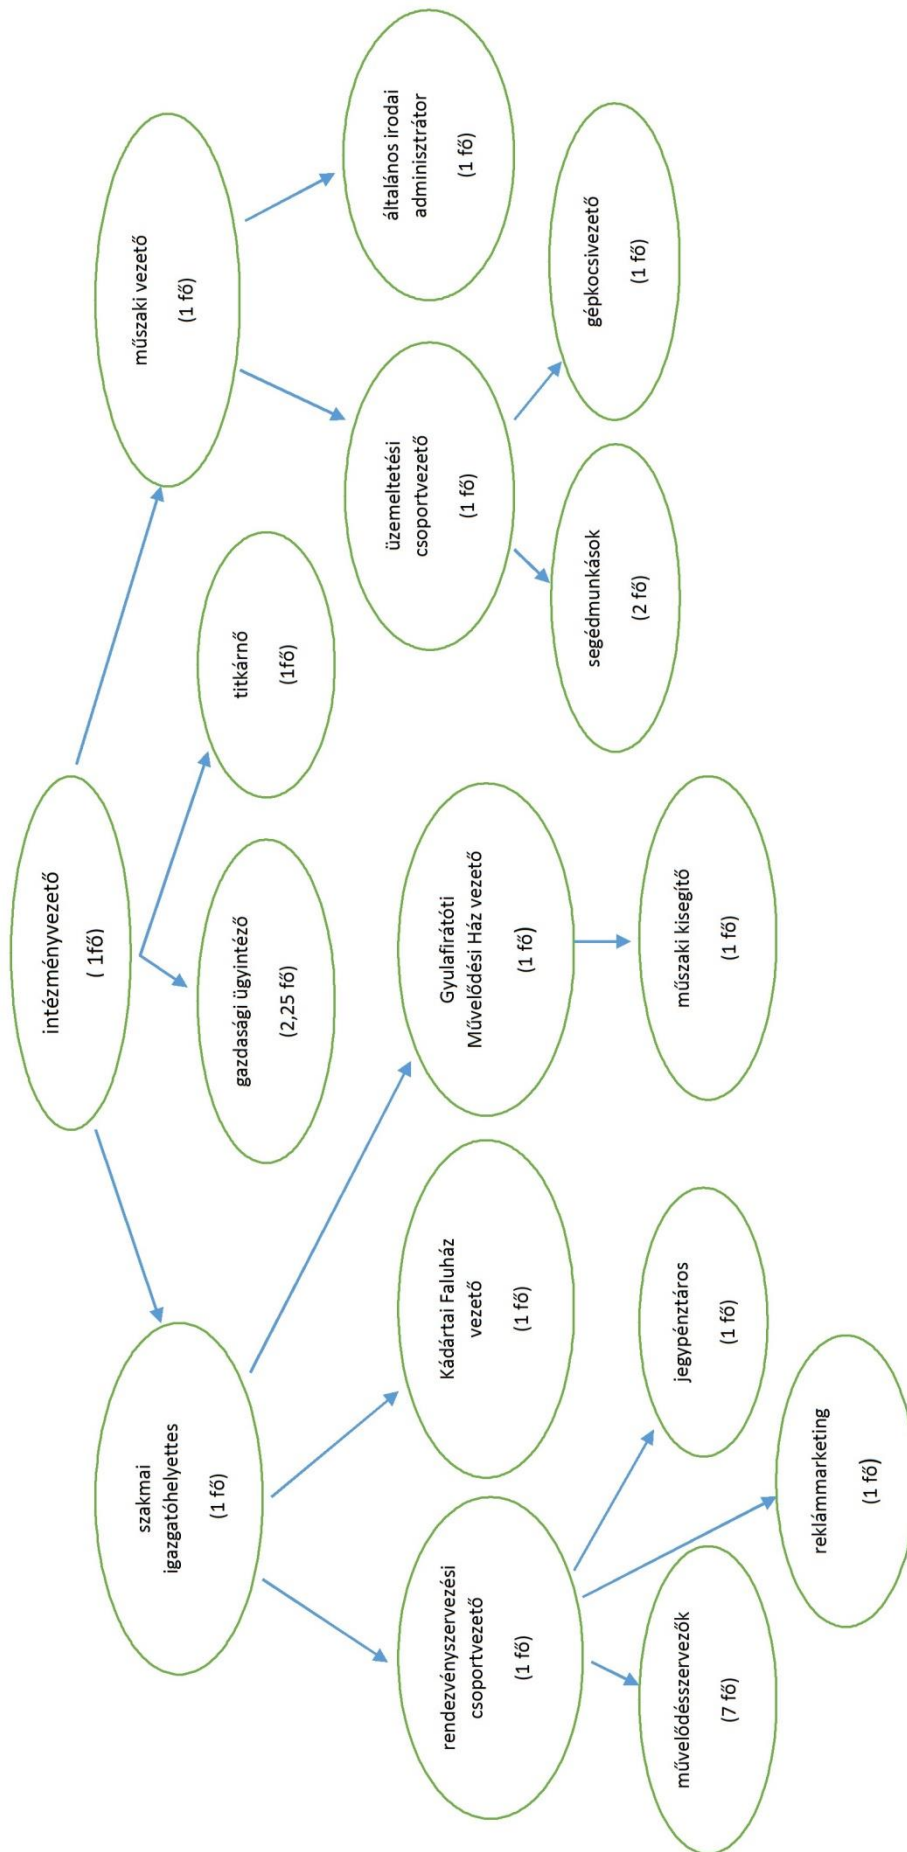 intézményvezető
( 1fő)
szakmai
igazgatóhelyettes
(1 fő)
műszaki vezető
(1 fő)
gazdasági ügyintéző
(2,25 fő)
titkárnő
(1fő)
rendezvényszervezési
csoportvezető
(1 fő)
Kádártai Faluház
vezető
(1 fő)
Gyulafirátóti
Művelődési Ház vezető
(1 fő)
üzemeltetési
csoportvezető
(1 fő)
általános irodai
adminisztrátor
(1 fő)
művelődésszervezők
(7 fő)
jegypénztáros
(1 fő)
műszaki kisegítő
(1 fő)
segédmunkások
(2 fő)
gépkocsivezető
(1 fő)
reklámmarketing
(1 fő)